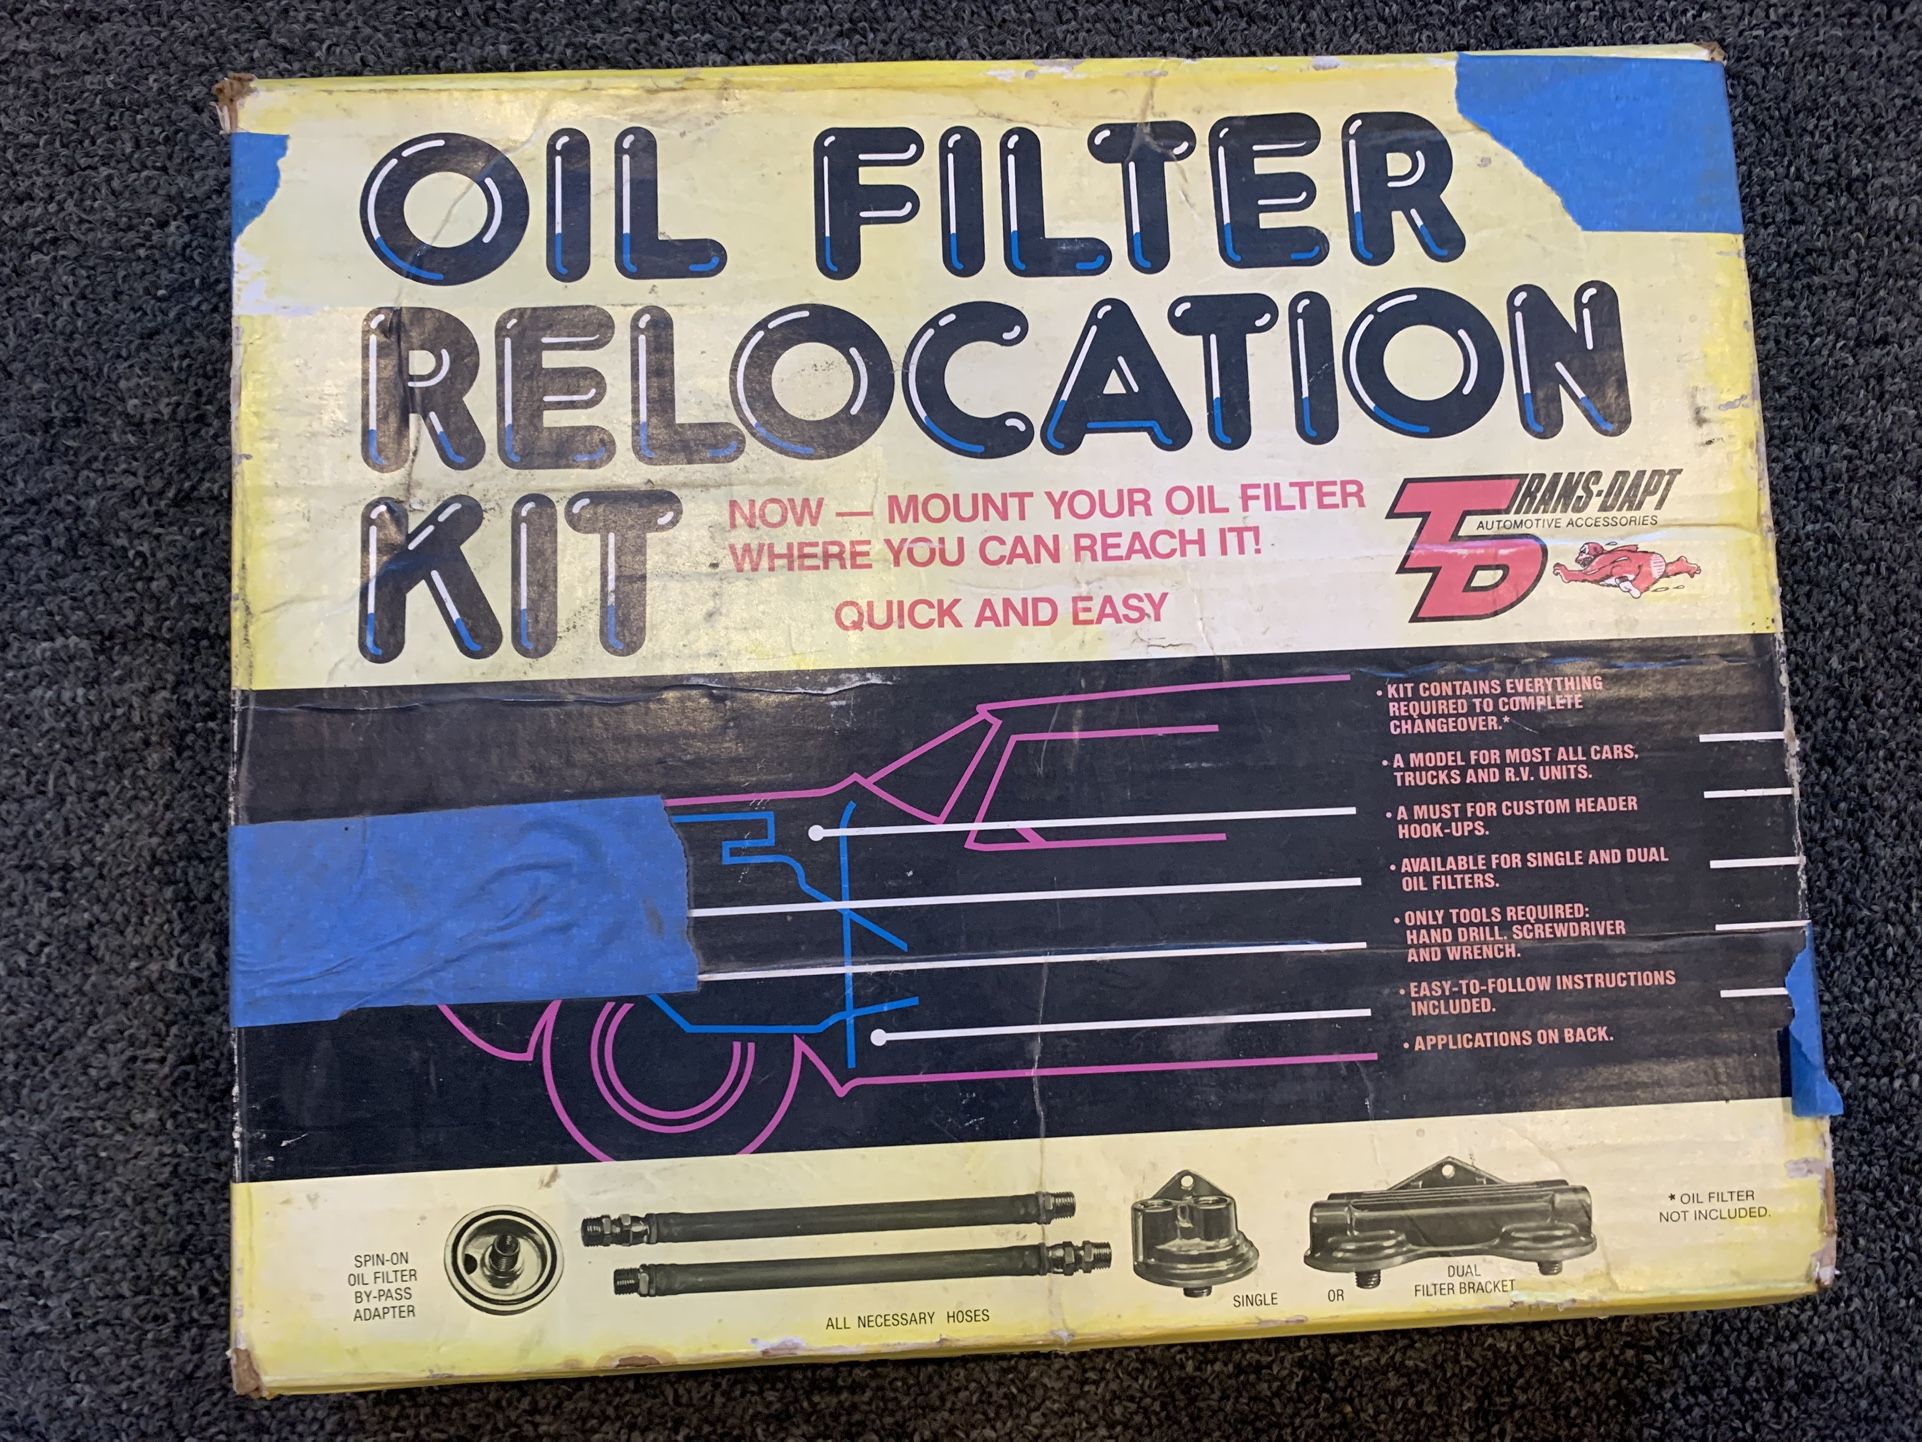 OIL FILTER
RELOCATION
KIT
NOW — MOUNT YOUR OIL FILTER
WHERE YOU CAN REACH IT!
QUICK AND EASY
TD
TRANS-DAPT
AUTOMOTIVE ACCESSORIES
• KIT CONTAINS EVERYTHING
REQUIRED TO COMPLETE
CHANGEOVER.*
• A MODEL FOR MOST ALL CARS,
TRUCKS AND R.V. UNITS.
• A MUST FOR CUSTOM HEADER
HOOK-UPS.
• AVAILABLE FOR SINGLE AND DUAL
OIL FILTERS.
• ONLY TOOLS REQUIRED:
HAND DRILL, SCREWDRIVER
AND WRENCH.
• EASY-TO-FOLLOW INSTRUCTIONS
INCLUDED.
• APPLICATIONS ON BACK.
SPIN-ON
OIL FILTER
BY-PASS
ADAPTER
ALL NECESSARY HOSES
SINGLE OR
DUAL
FILTER BRACKET
* OIL FILTER
NOT INCLUDED.